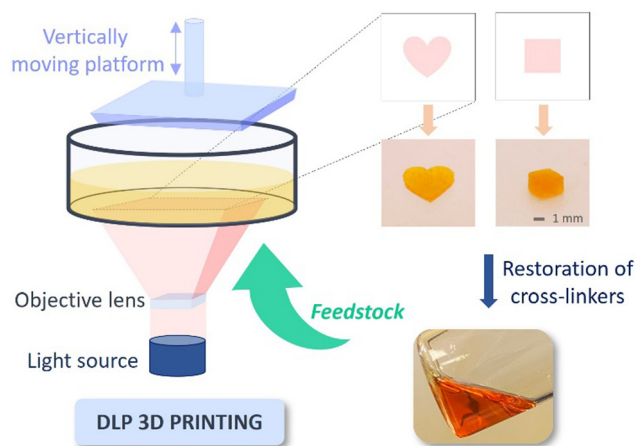 Vertically
moving platform
1 mm
Objective lens
Feedstock
Restoration of
cross-linkers
Light source
DLP 3D PRINTING